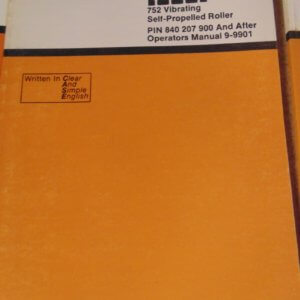 752 Vibrating
Self-Propelled Roller
PIN 840 207 900 And After
Operators Manual 9-9901
Written In Clear
And
Simple
English